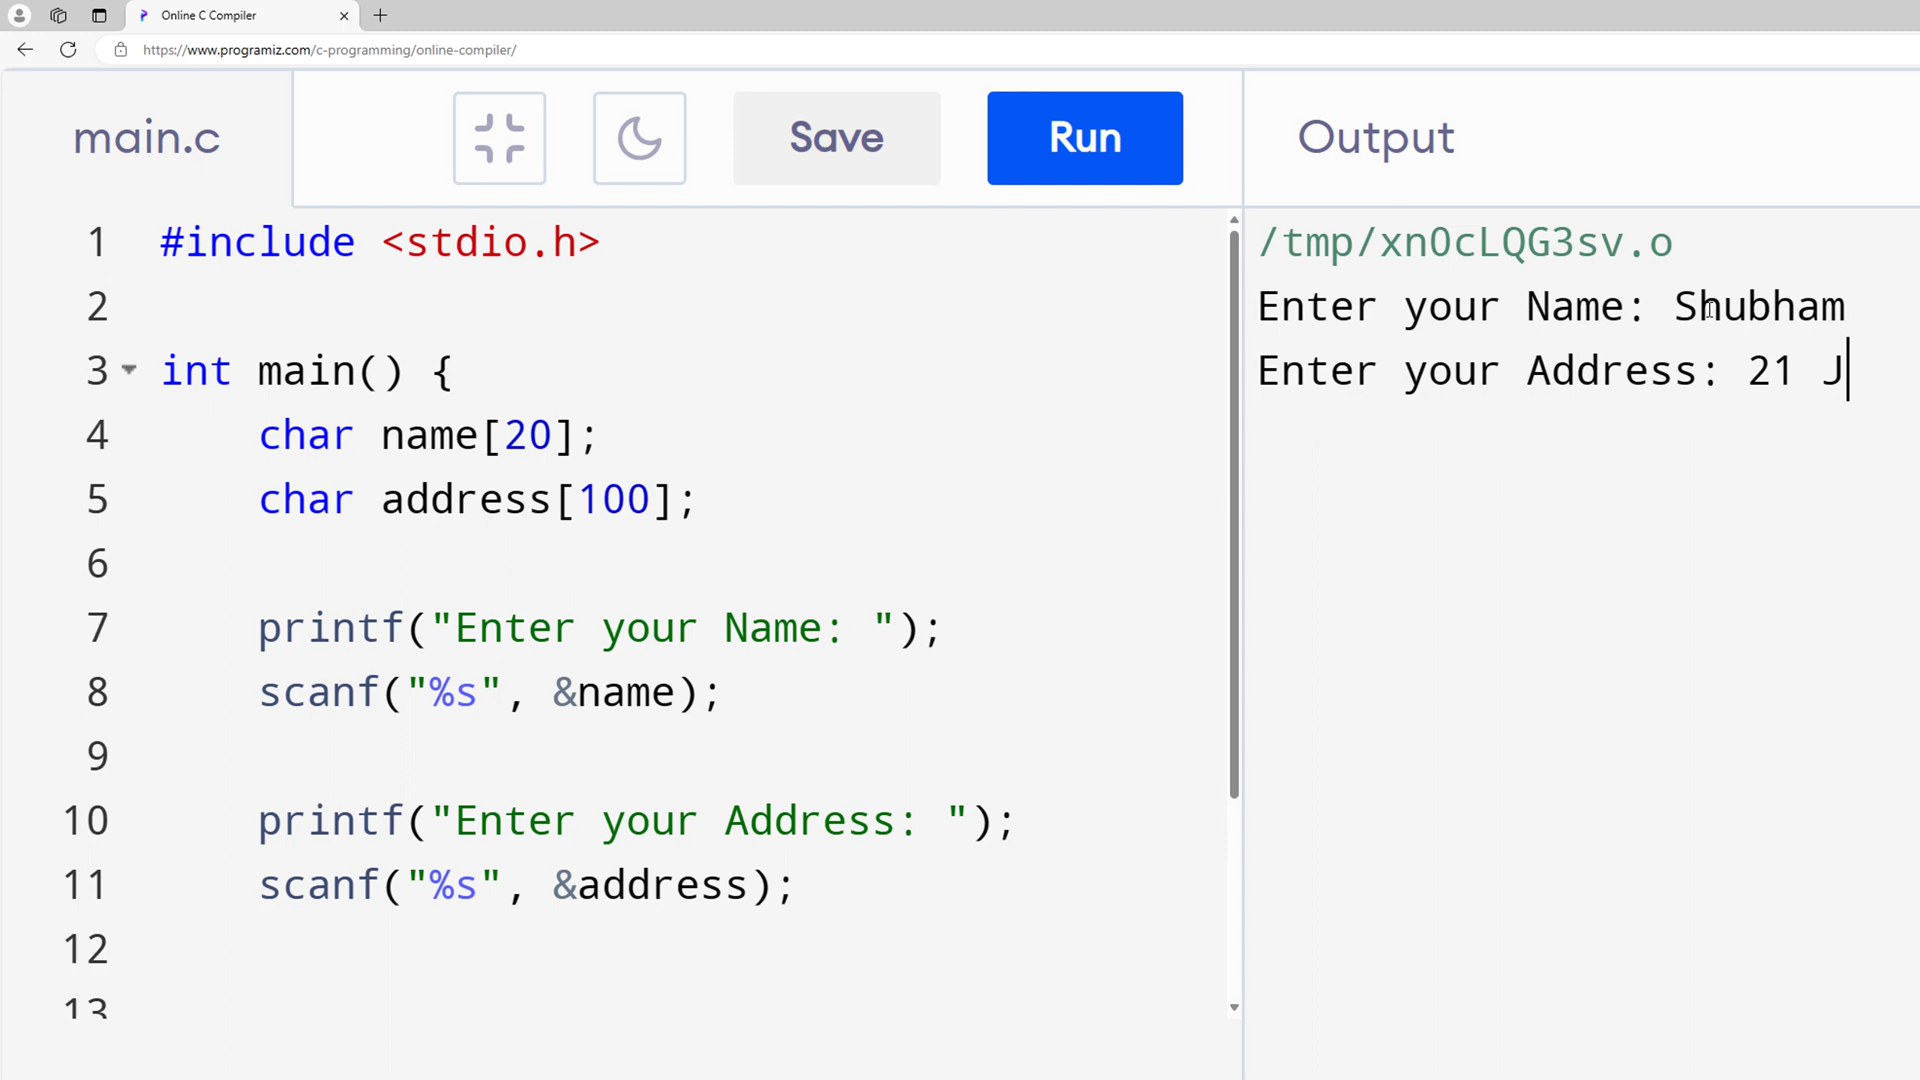 Online C Compiler
https://www.programiz.com/c-programming/online-compiler/
main.c
Save
Run
Output
1 #include <stdio.h>
2
3 int main() {
4 char name[20];
5 char address[100];
6
7 printf("Enter your Name: ");
8 scanf("%s", &name);
9
10 printf("Enter your Address: ");
11 scanf("%s", &address);
12
13
/tmp/xn0cLQG3sv.o
Enter your Name: Shubham
Enter your Address: 21 J